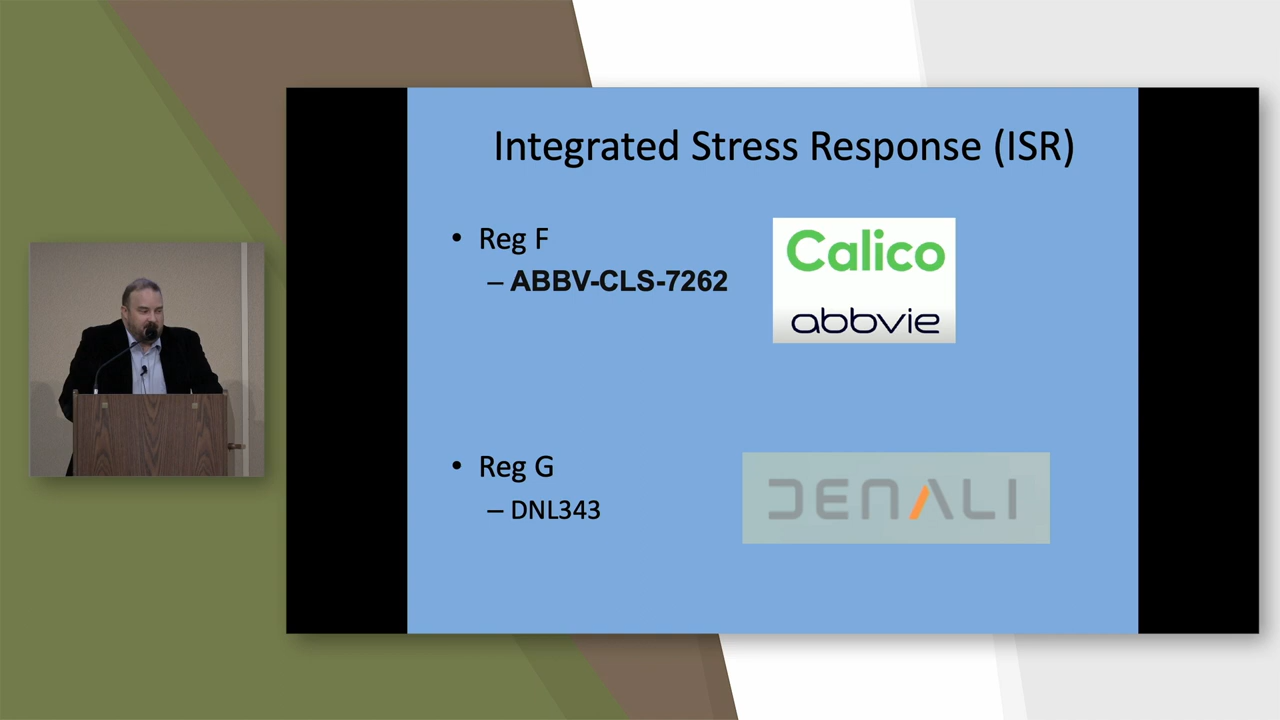 Integrated Stress Response (ISR)
• Reg F
– ABBV-CLS-7262
Calico
abbvie
• Reg G
– DNL343
DENALI